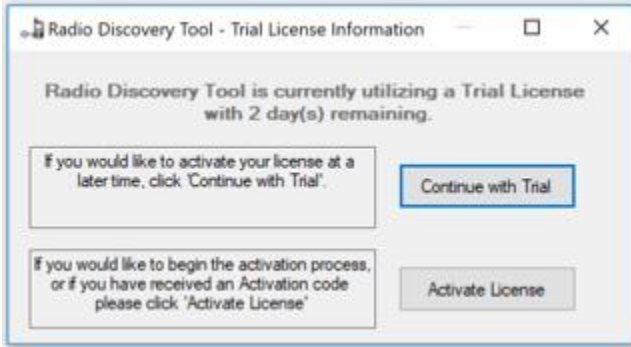 Radio Discovery Tool - Trial License Information
Radio Discovery Tool is currently utilizing a Trial License
with 2 day(s) remaining.
If you would like to activate your license at a
later time, click 'Continue with Trial'.
Continue with Trial
If you would like to begin the activation process,
or if you have received an Activation code
please click 'Activate License'
Activate License